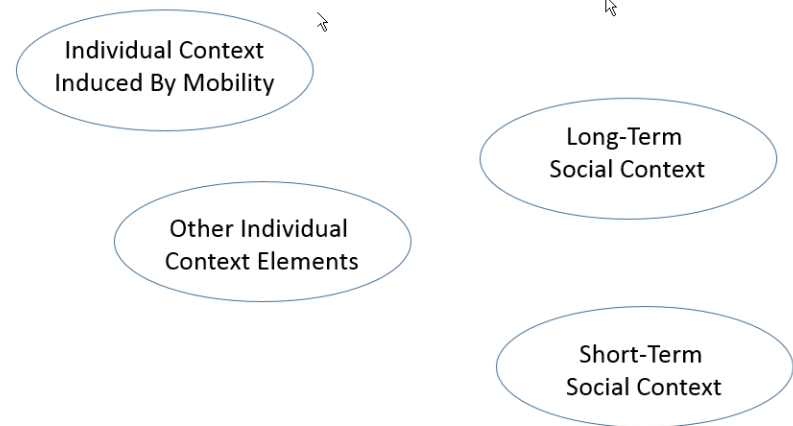 Individual Context
Induced By Mobility
Long-Term
Social Context
Other Individual
Context Elements
Short-Term
Social Context